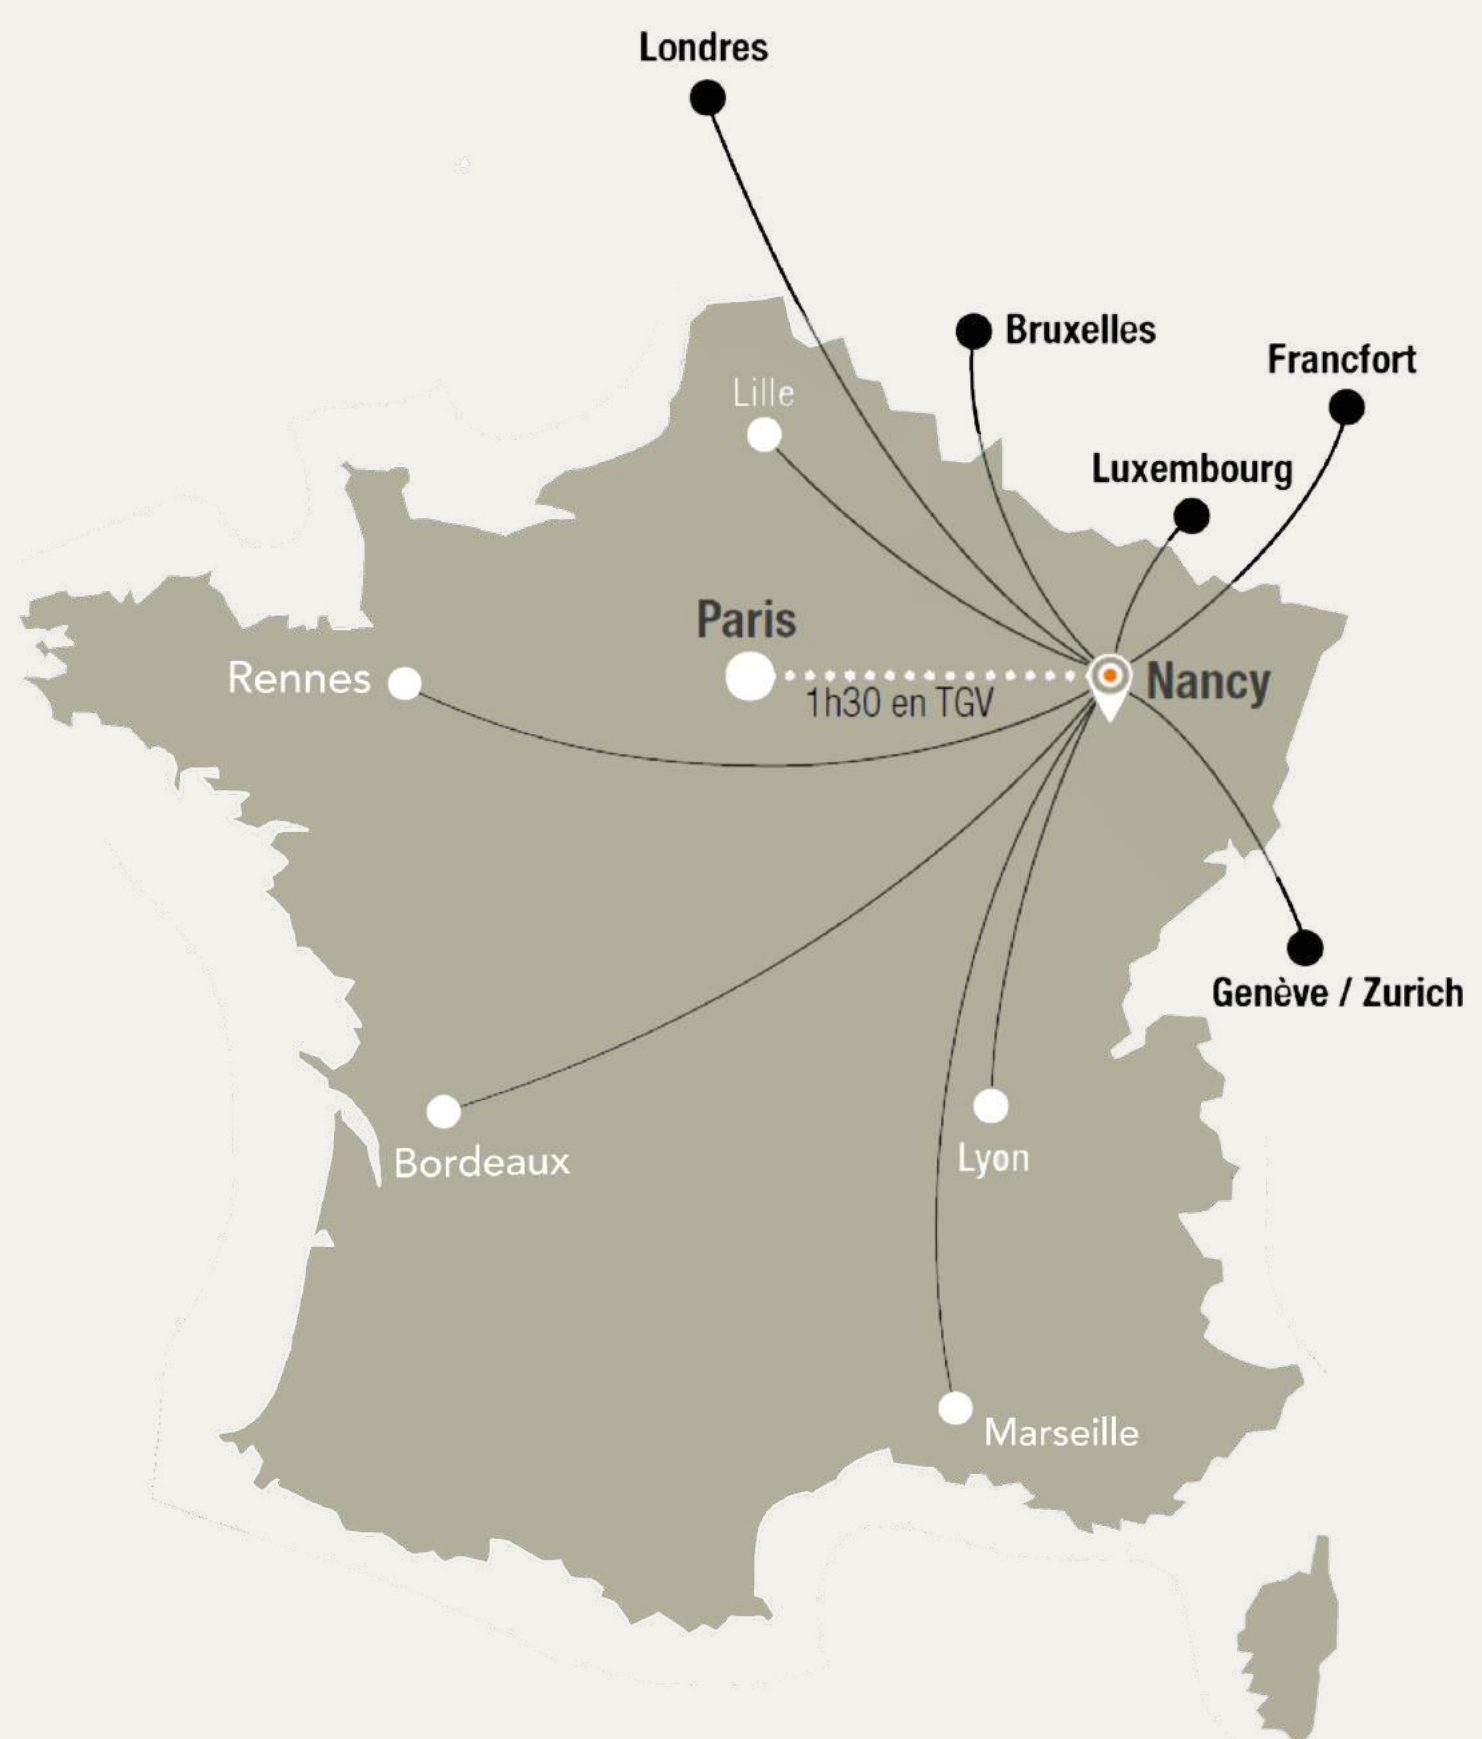 Londres
Bruxelles
Francfort
Lille
Luxembourg
Paris
Rennes
Nancy
1h30 en TGV
Genève / Zurich
Bordeaux
Lyon
Marseille